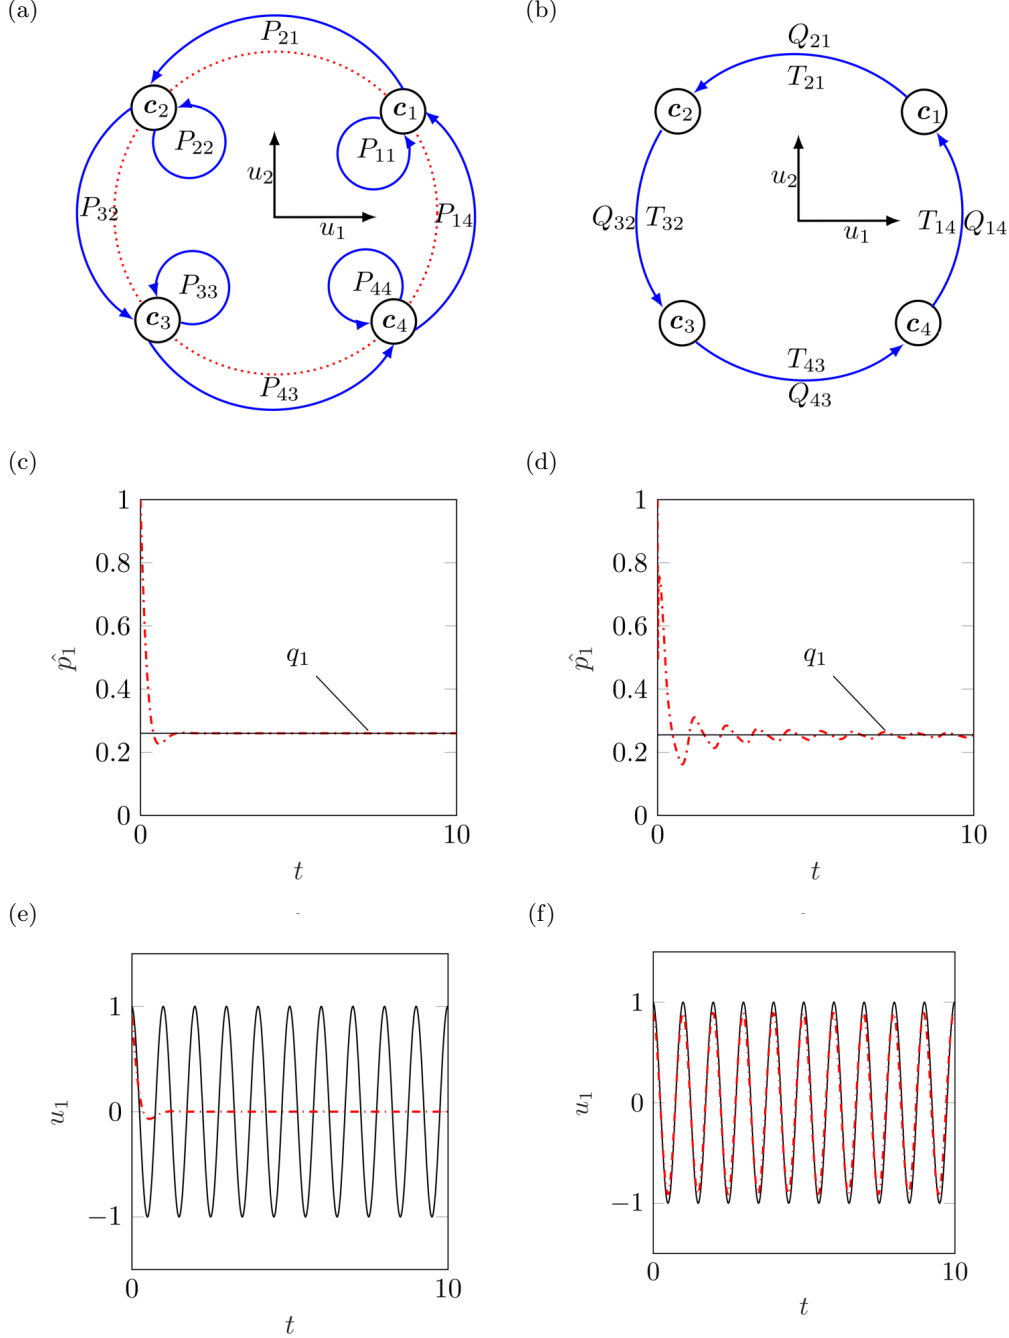 (a)
(b)
P21
c2
c1
P22
P11
u2
u1
P32
P14
P33
P44
c3
c4
P43
Q21
T21
c2
c1
u2
u1
Q32 T32
T14 Q14
c3
c4
T43
Q43
(c)
(d)
1
0.8
0.6
0.4
0.2
0
p̂1
q1
0
10
t
1
0.8
0.6
0.4
0.2
0
p̂1
q1
0
10
t
(e)
(f)
1
0
−1
u1
0
10
t
1
0
−1
u1
0
10
t